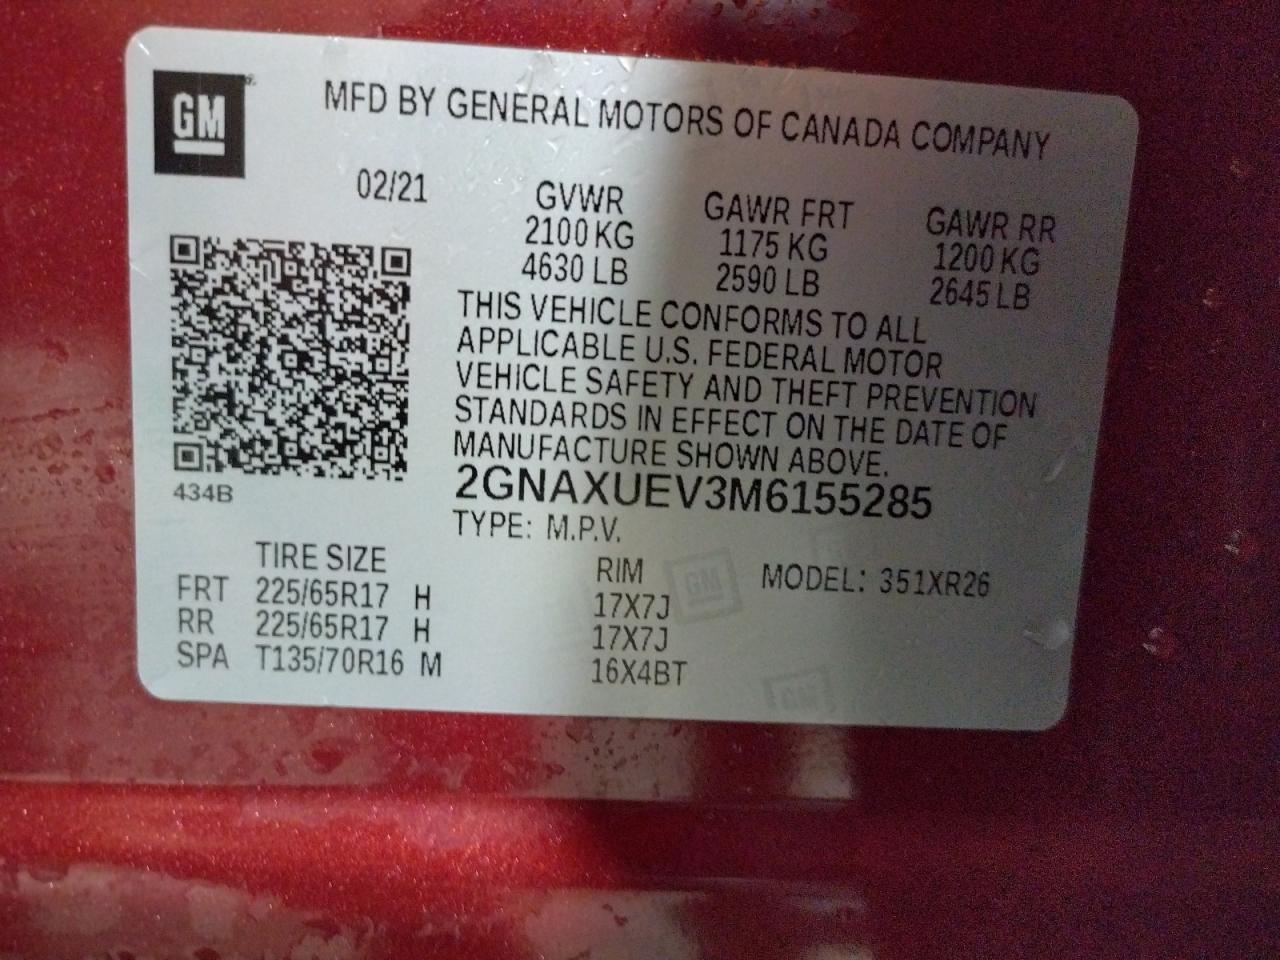 GM
MFD BY GENERAL MOTORS OF CANADA COMPANY
02/21
GVWR GAWR FRT GAWR RR
2100 KG 1175 KG 1200 KG
4630 LB 2590 LB 2645 LB
THIS VEHICLE CONFORMS TO ALL
APPLICABLE U.S. FEDERAL MOTOR
VEHICLE SAFETY AND THEFT PREVENTION
STANDARDS IN EFFECT ON THE DATE OF
MANUFACTURE SHOWN ABOVE.
434B
2GNAXUEV3M6155285
TYPE: M.P.V.
TIRE SIZE RIM MODEL: 351XR26
FRT 225/65R17 H 17X7J
RR 225/65R17 H 17X7J
SPA T135/70R16 M 16X4BT
GM
GM